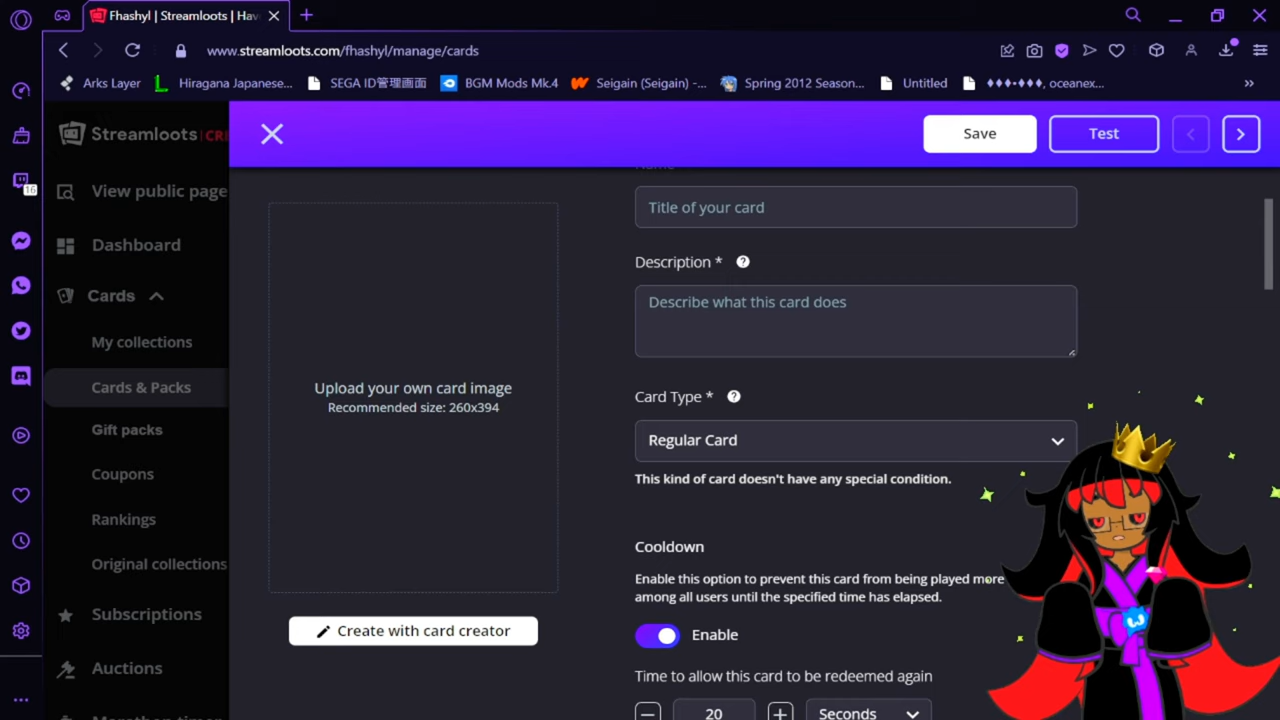 Fhashyl | Streamloots | Hav
www.streamloots.com/fhashyl/manage/cards
Arks Layer
Hiragana Japanese...
SEGA ID管理画面
BGM Mods Mk.4
Seigain (Seigain) -...
Spring 2012 Season...
Untitled
♦♦♦-♦♦♦, oceanex...
»
16
Streamloots CRE
View public page
Dashboard
Cards
My collections
Cards & Packs
Gift packs
Coupons
Rankings
Original collections
Subscriptions
Auctions
Save
Test
Name
Title of your card
Description *
Describe what this card does
Upload your own card image
Recommended size: 260x394
Create with card creator
Card Type *
Regular Card
This kind of card doesn't have any special condition.
Cooldown
Enable this option to prevent this card from being played more
among all users until the specified time has elapsed.
Enable
Time to allow this card to be redeemed again
20
Seconds